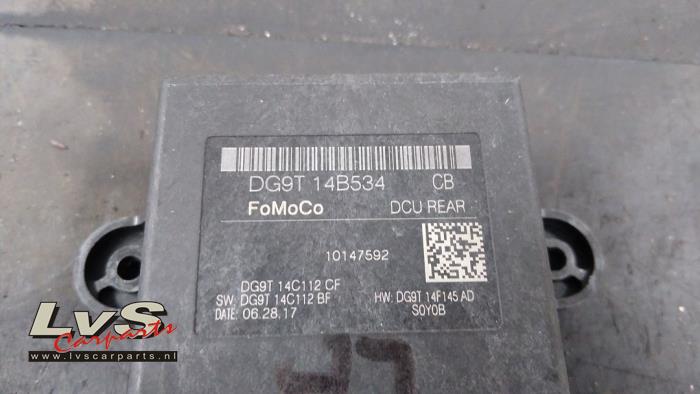 DG9T 14B534 CB
FoMoCo DCU REAR
10147592
DG9T 14C112 CF
SW: DG9T 14C112 BF HW: DG9T 14F145 AD
DATE: 06.28.17 S0Y0B
LvS
Carparts
www.lvscarparts.nl